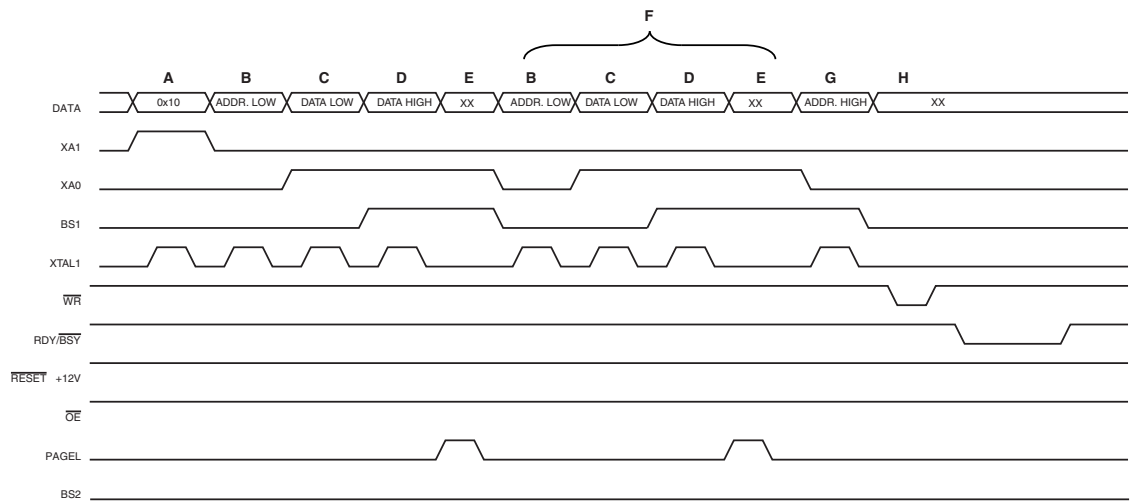 F
A B C D E B C D E G H
DATA 0x10 ADDR. LOW DATA LOW DATA HIGH XX ADDR. LOW DATA LOW DATA HIGH XX ADDR. HIGH XX
XA1
XA0
BS1
XTAL1
WR
RDY/BSY
RESET +12V
OE
PAGEL
BS2